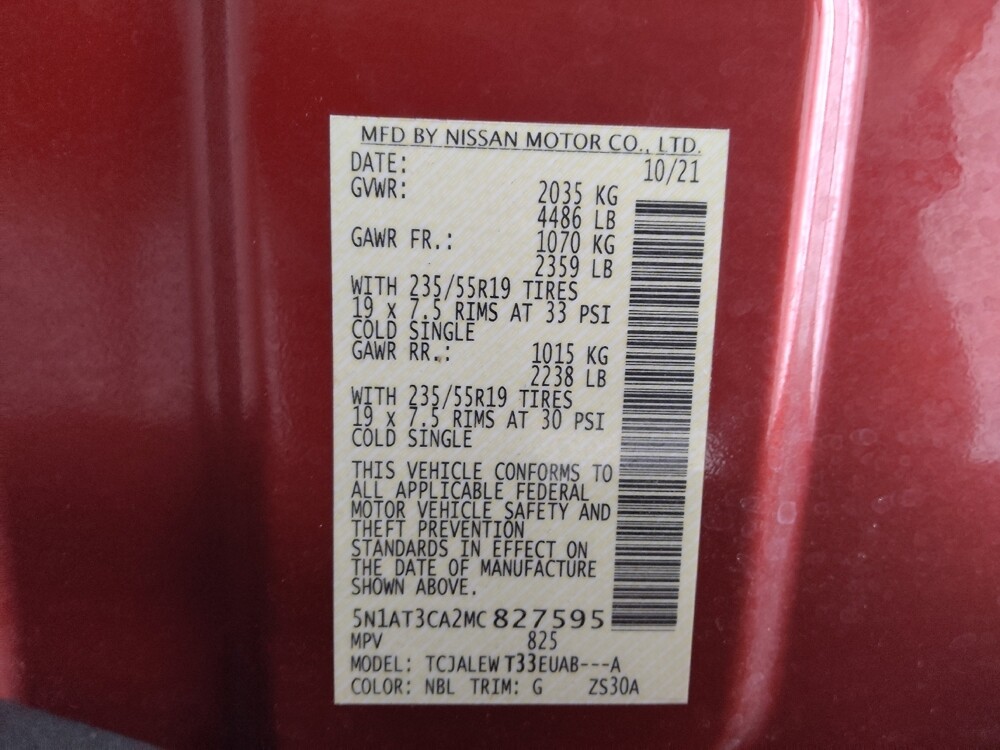 MFD BY NISSAN MOTOR CO., LTD.
DATE: 10/21
GVWR: 2035 KG
4486 LB
GAWR FR.: 1070 KG
2359 LB
WITH 235/55R19 TIRES
19 X 7.5 RIMS AT 33 PSI
COLD SINGLE
GAWR RR.: 1015 KG
2238 LB
WITH 235/55R19 TIRES
19 X 7.5 RIMS AT 30 PSI
COLD SINGLE
THIS VEHICLE CONFORMS TO
ALL APPLICABLE FEDERAL
MOTOR VEHICLE SAFETY AND
THEFT PREVENTION
STANDARDS IN EFFECT ON
THE DATE OF MANUFACTURE
SHOWN ABOVE.
5N1AT3CA2MC827595
MPV 825
MODEL: TCJALEWT33EUAB---A
COLOR: NBL TRIM: G ZS30A